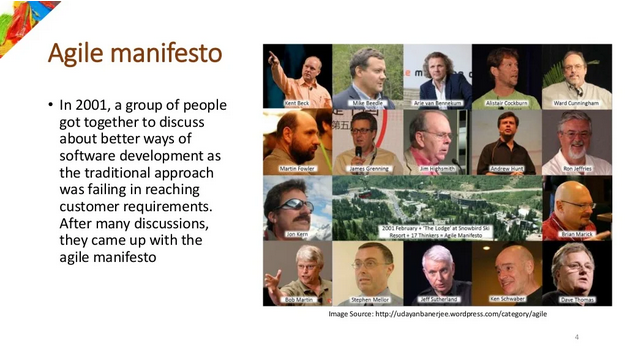 Agile manifesto
• In 2001, a group of people
got together to discuss
about better ways of
software development as
the traditional approach
was failing in reaching
customer requirements.
After many discussions,
they came up with the
agile manifesto
Kent Beck
Mike Beedle
Arie van Bennekum
Alistair Cockburn
Ward Cunningham
Martin Fowler
James Grenning
Jim Highsmith
Andrew Hunt
Ron Jeffries
Jon Kern
2001 February + 'The Lodge' at Snowbird Ski
Resort + 17 Thinkers = Agile Manifesto
Brian Marick
Bob Martin
Stephen Mellor
Jeff Sutherland
Ken Schwaber
Dave Thomas
Image Source: http://udayanbanerjee.wordpress.com/category/agile
4